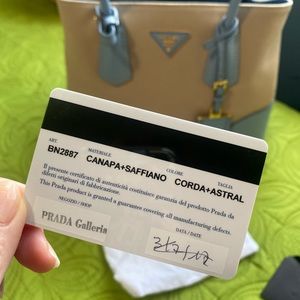 PRADA
ART. MATERIALE COLORE TAGLIA
BN2887 CANAPA+SAFFIANO CORDA+ASTRAL
Il presente certificato di autenticità costituisce garanzia del prodotto Prada da
difetti originari di fabbricazione.
This Prada product is granted a guarantee covering all manufacturing defects.
NEGOZIO / SHOP DATA / DATE
PRADA Galleria